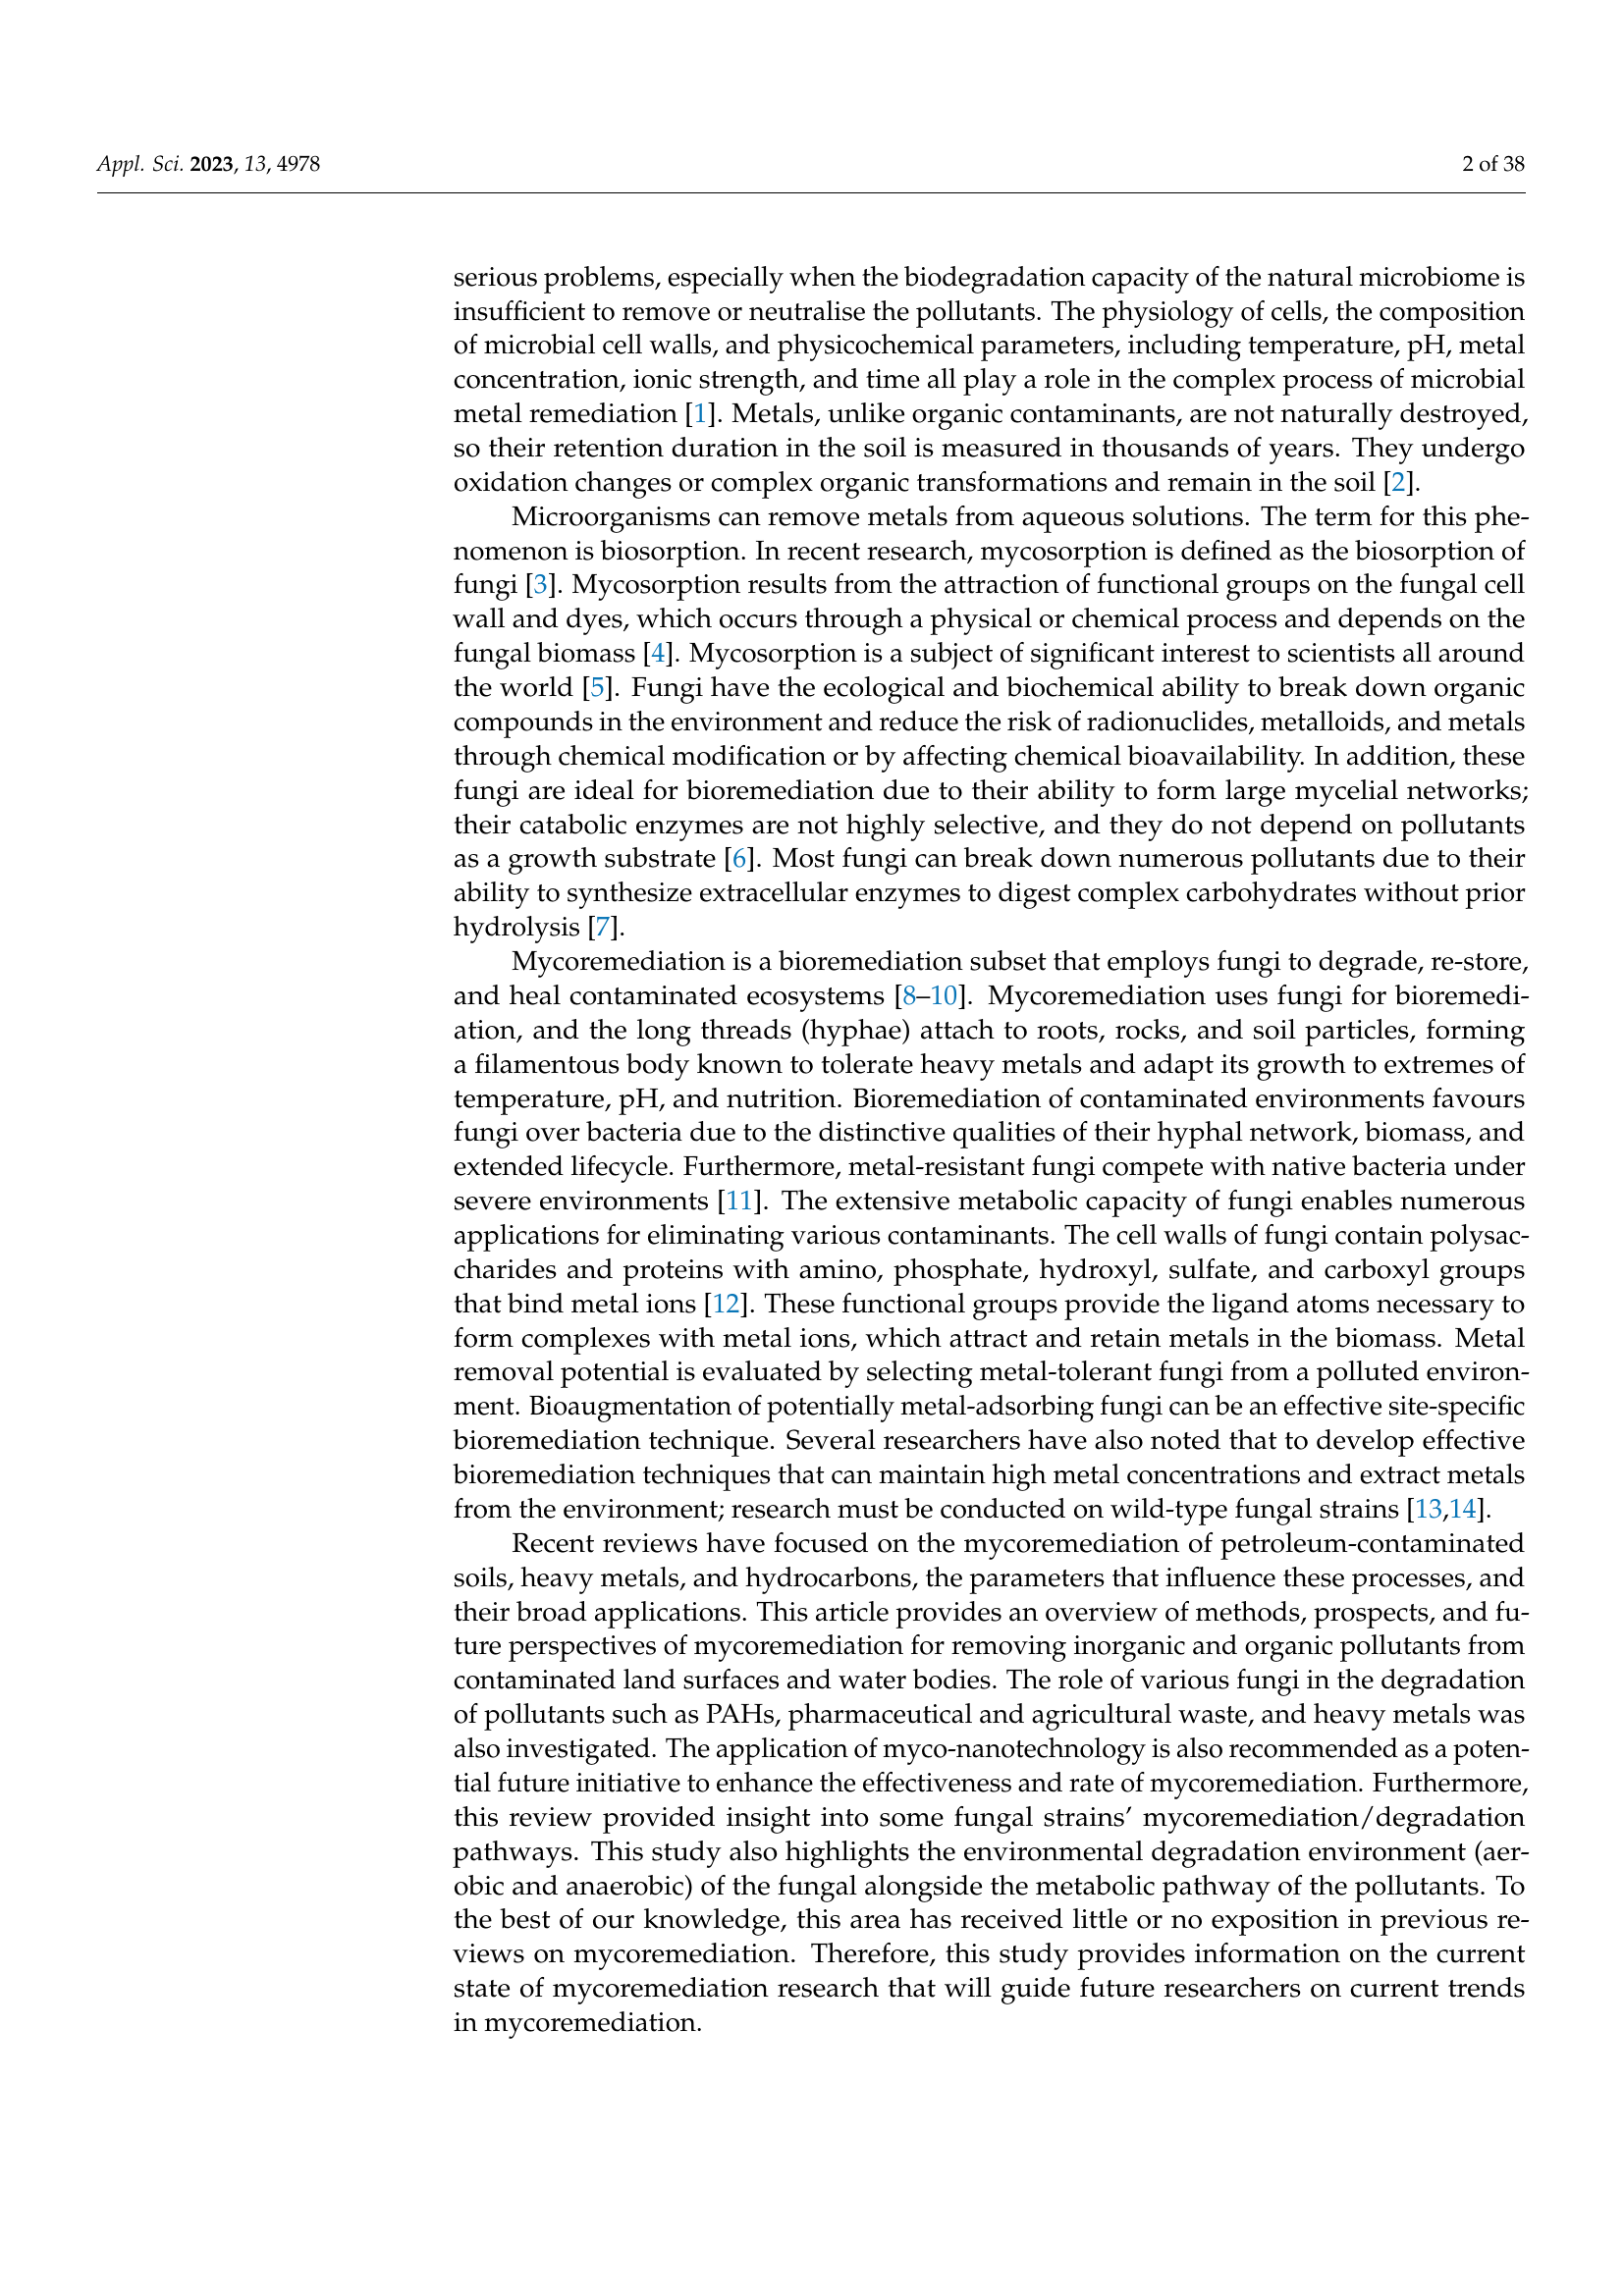 Appl. Sci. 2023, 13, 4978
2 of 38
serious problems, especially when the biodegradation capacity of the natural microbiome is
insufficient to remove or neutralise the pollutants. The physiology of cells, the composition
of microbial cell walls, and physicochemical parameters, including temperature, pH, metal
concentration, ionic strength, and time all play a role in the complex process of microbial
metal remediation [1]. Metals, unlike organic contaminants, are not naturally destroyed,
so their retention duration in the soil is measured in thousands of years. They undergo
oxidation changes or complex organic transformations and remain in the soil [2].
Microorganisms can remove metals from aqueous solutions. The term for this phe-
nomenon is biosorption. In recent research, mycosorption is defined as the biosorption of
fungi [3]. Mycosorption results from the attraction of functional groups on the fungal cell
wall and dyes, which occurs through a physical or chemical process and depends on the
fungal biomass [4]. Mycosorption is a subject of significant interest to scientists all around
the world [5]. Fungi have the ecological and biochemical ability to break down organic
compounds in the environment and reduce the risk of radionuclides, metalloids, and metals
through chemical modification or by affecting chemical bioavailability. In addition, these
fungi are ideal for bioremediation due to their ability to form large mycelial networks;
their catabolic enzymes are not highly selective, and they do not depend on pollutants
as a growth substrate [6]. Most fungi can break down numerous pollutants due to their
ability to synthesize extracellular enzymes to digest complex carbohydrates without prior
hydrolysis [7].
Mycoremediation is a bioremediation subset that employs fungi to degrade, re-store,
and heal contaminated ecosystems [8–10]. Mycoremediation uses fungi for bioremedi-
ation, and the long threads (hyphae) attach to roots, rocks, and soil particles, forming
a filamentous body known to tolerate heavy metals and adapt its growth to extremes of
temperature, pH, and nutrition. Bioremediation of contaminated environments favours
fungi over bacteria due to the distinctive qualities of their hyphal network, biomass, and
extended lifecycle. Furthermore, metal-resistant fungi compete with native bacteria under
severe environments [11]. The extensive metabolic capacity of fungi enables numerous
applications for eliminating various contaminants. The cell walls of fungi contain polysac-
charides and proteins with amino, phosphate, hydroxyl, sulfate, and carboxyl groups
that bind metal ions [12]. These functional groups provide the ligand atoms necessary to
form complexes with metal ions, which attract and retain metals in the biomass. Metal
removal potential is evaluated by selecting metal-tolerant fungi from a polluted environ-
ment. Bioaugmentation of potentially metal-adsorbing fungi can be an effective site-specific
bioremediation technique. Several researchers have also noted that to develop effective
bioremediation techniques that can maintain high metal concentrations and extract metals
from the environment; research must be conducted on wild-type fungal strains [13,14].
Recent reviews have focused on the mycoremediation of petroleum-contaminated
soils, heavy metals, and hydrocarbons, the parameters that influence these processes, and
their broad applications. This article provides an overview of methods, prospects, and fu-
ture perspectives of mycoremediation for removing inorganic and organic pollutants from
contaminated land surfaces and water bodies. The role of various fungi in the degradation
of pollutants such as PAHs, pharmaceutical and agricultural waste, and heavy metals was
also investigated. The application of myco-nanotechnology is also recommended as a poten-
tial future initiative to enhance the effectiveness and rate of mycoremediation. Furthermore,
this review provided insight into some fungal strains’ mycoremediation/degradation
pathways. This study also highlights the environmental degradation environment (aer-
obic and anaerobic) of the fungal alongside the metabolic pathway of the pollutants. To
the best of our knowledge, this area has received little or no exposition in previous re-
views on mycoremediation. Therefore, this study provides information on the current
state of mycoremediation research that will guide future researchers on current trends
in mycoremediation.